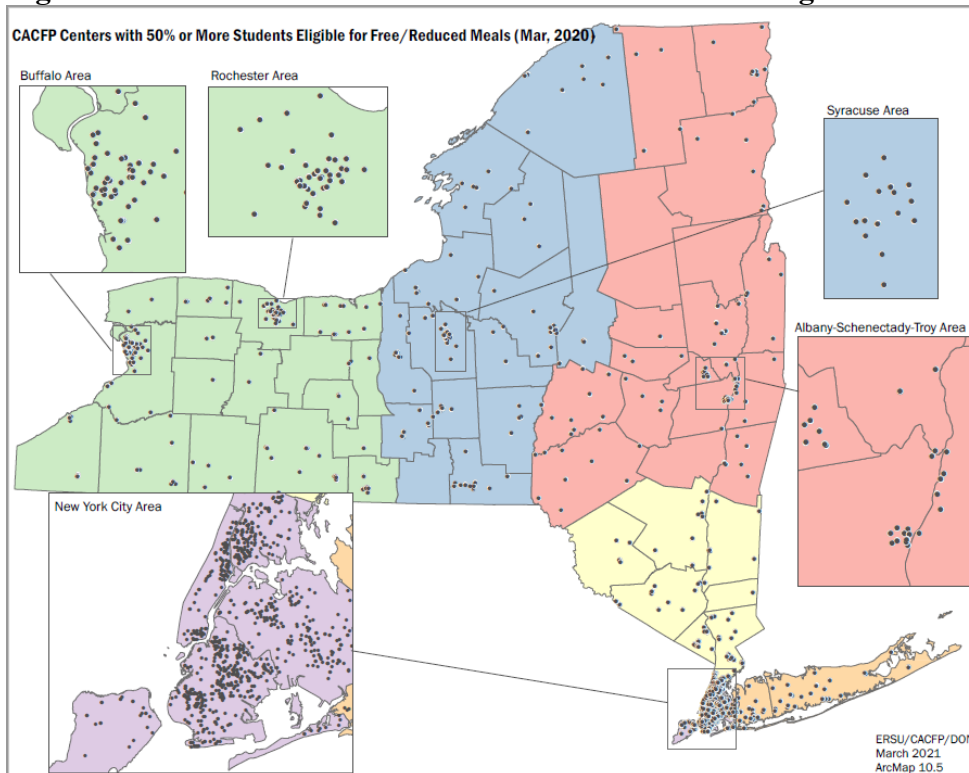 CACFP Centers with 50% or More Students Eligible for Free/Reduced Meals (Mar, 2020)
Buffalo Area
Rochester Area
Syracuse Area
Albany-Schenectady-Troy Area
New York City Area
ERSU/CACFP/DON
March 2021
ArcMap 10.5